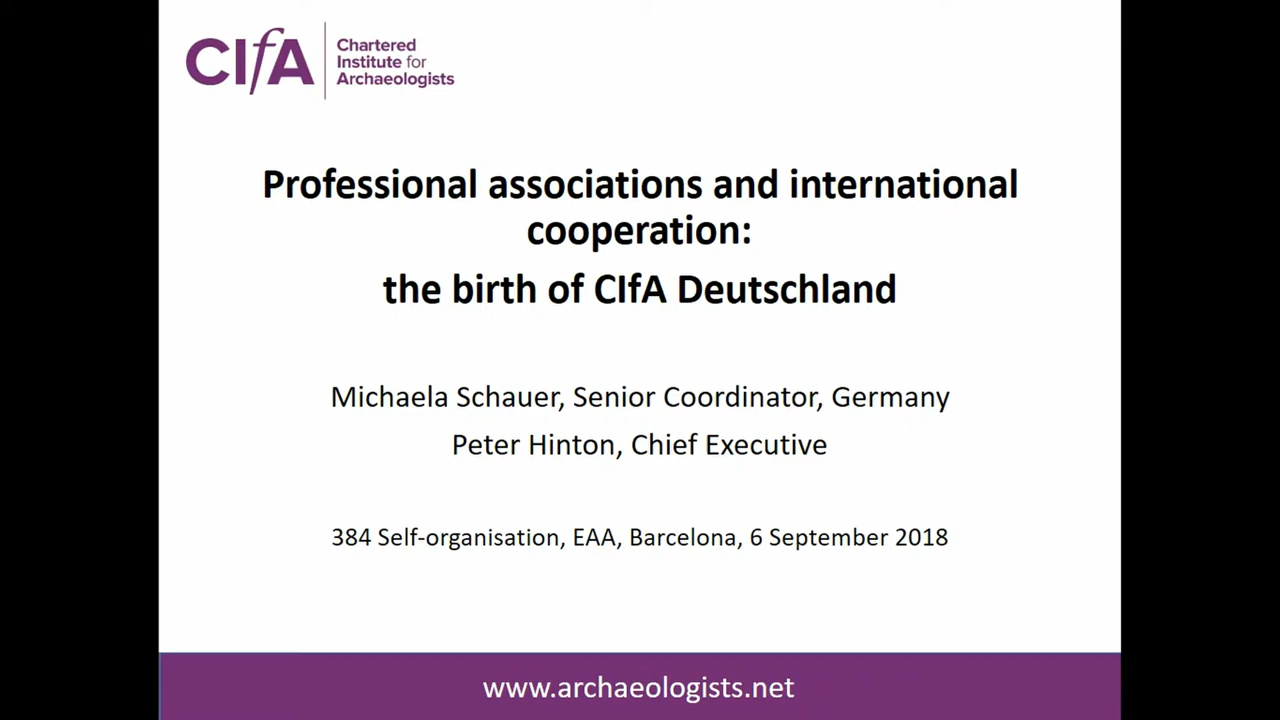 CIfA
Chartered
Institute for
Archaeologists
Professional associations and international
cooperation:
the birth of CIfA Deutschland
Michaela Schauer, Senior Coordinator, Germany
Peter Hinton, Chief Executive
384 Self-organisation, EAA, Barcelona, 6 September 2018
www.archaeologists.net